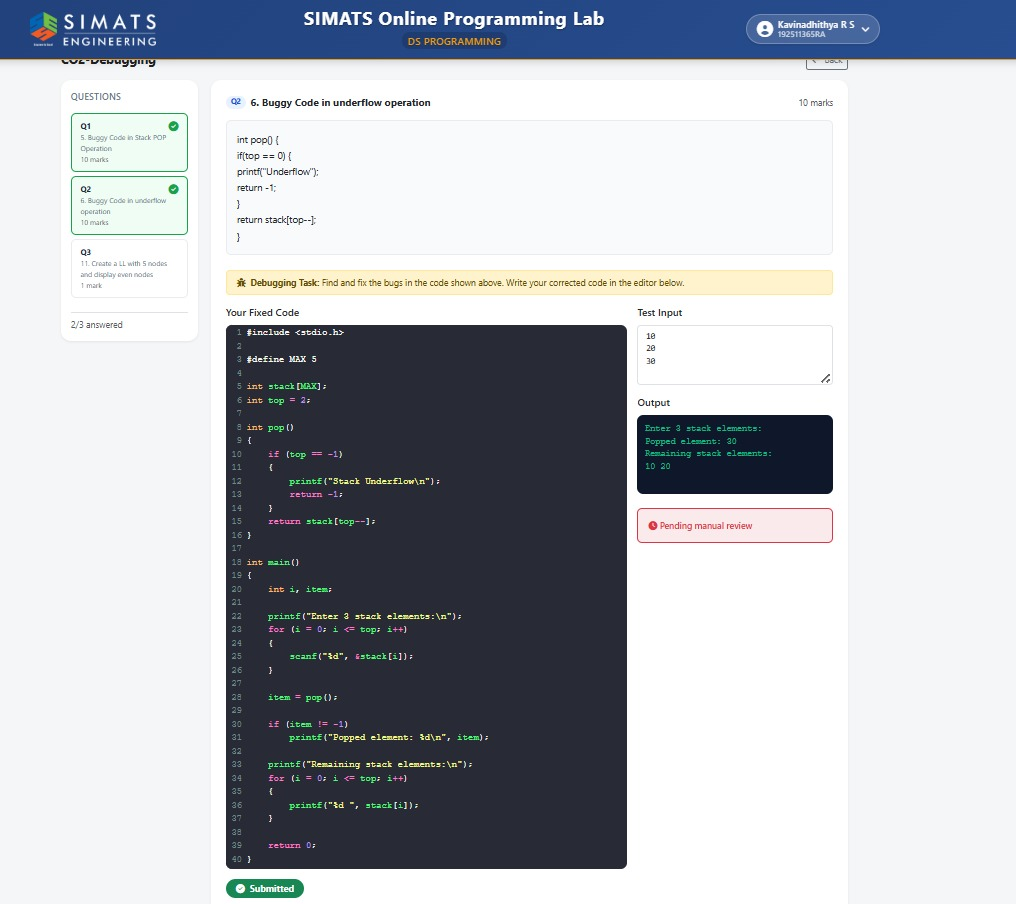 SIMATS
ENGINEERING
SIMATS Online Programming Lab
DS PROGRAMMING
Kavinadhithya R S
192511365RA
CO2-Debugging
Back
QUESTIONS
Q1
5. Buggy Code in Stack POP
Operation
10 marks
Q2
6. Buggy Code in underflow
operation
10 marks
Q3
11. Create a LL with 5 nodes
and display even nodes
1 mark
2/3 answered
Q2 6. Buggy Code in underflow operation
10 marks
int pop() {
if(top == 0) {
printf("Underflow");
return -1;
}
return stack[top--];
}
Debugging Task: Find and fix the bugs in the code shown above. Write your corrected code in the editor below.
Your Fixed Code
1 #include <stdio.h>
2
3 #define MAX 5
4
5 int stack[MAX];
6 int top = 2;
7
8 int pop()
9 {
10     if (top == -1)
11     {
12         printf("Stack Underflow\n");
13         return -1;
14     }
15     return stack[top--];
16 }
17
18 int main()
19 {
20     int i, item;
21
22     printf("Enter 3 stack elements:\n");
23     for (i = 0; i <= top; i++)
24     {
25         scanf("%d", &stack[i]);
26     }
27
28     item = pop();
29
30     if (item != -1)
31         printf("Popped element: %d\n", item);
32
33     printf("Remaining stack elements:\n");
34     for (i = 0; i <= top; i++)
35     {
36         printf("%d ", stack[i]);
37     }
38
39     return 0;
40 }
Submitted
Test Input
10
20
30
Output
Enter 3 stack elements:
Popped element: 30
Remaining stack elements:
10 20
Pending manual review